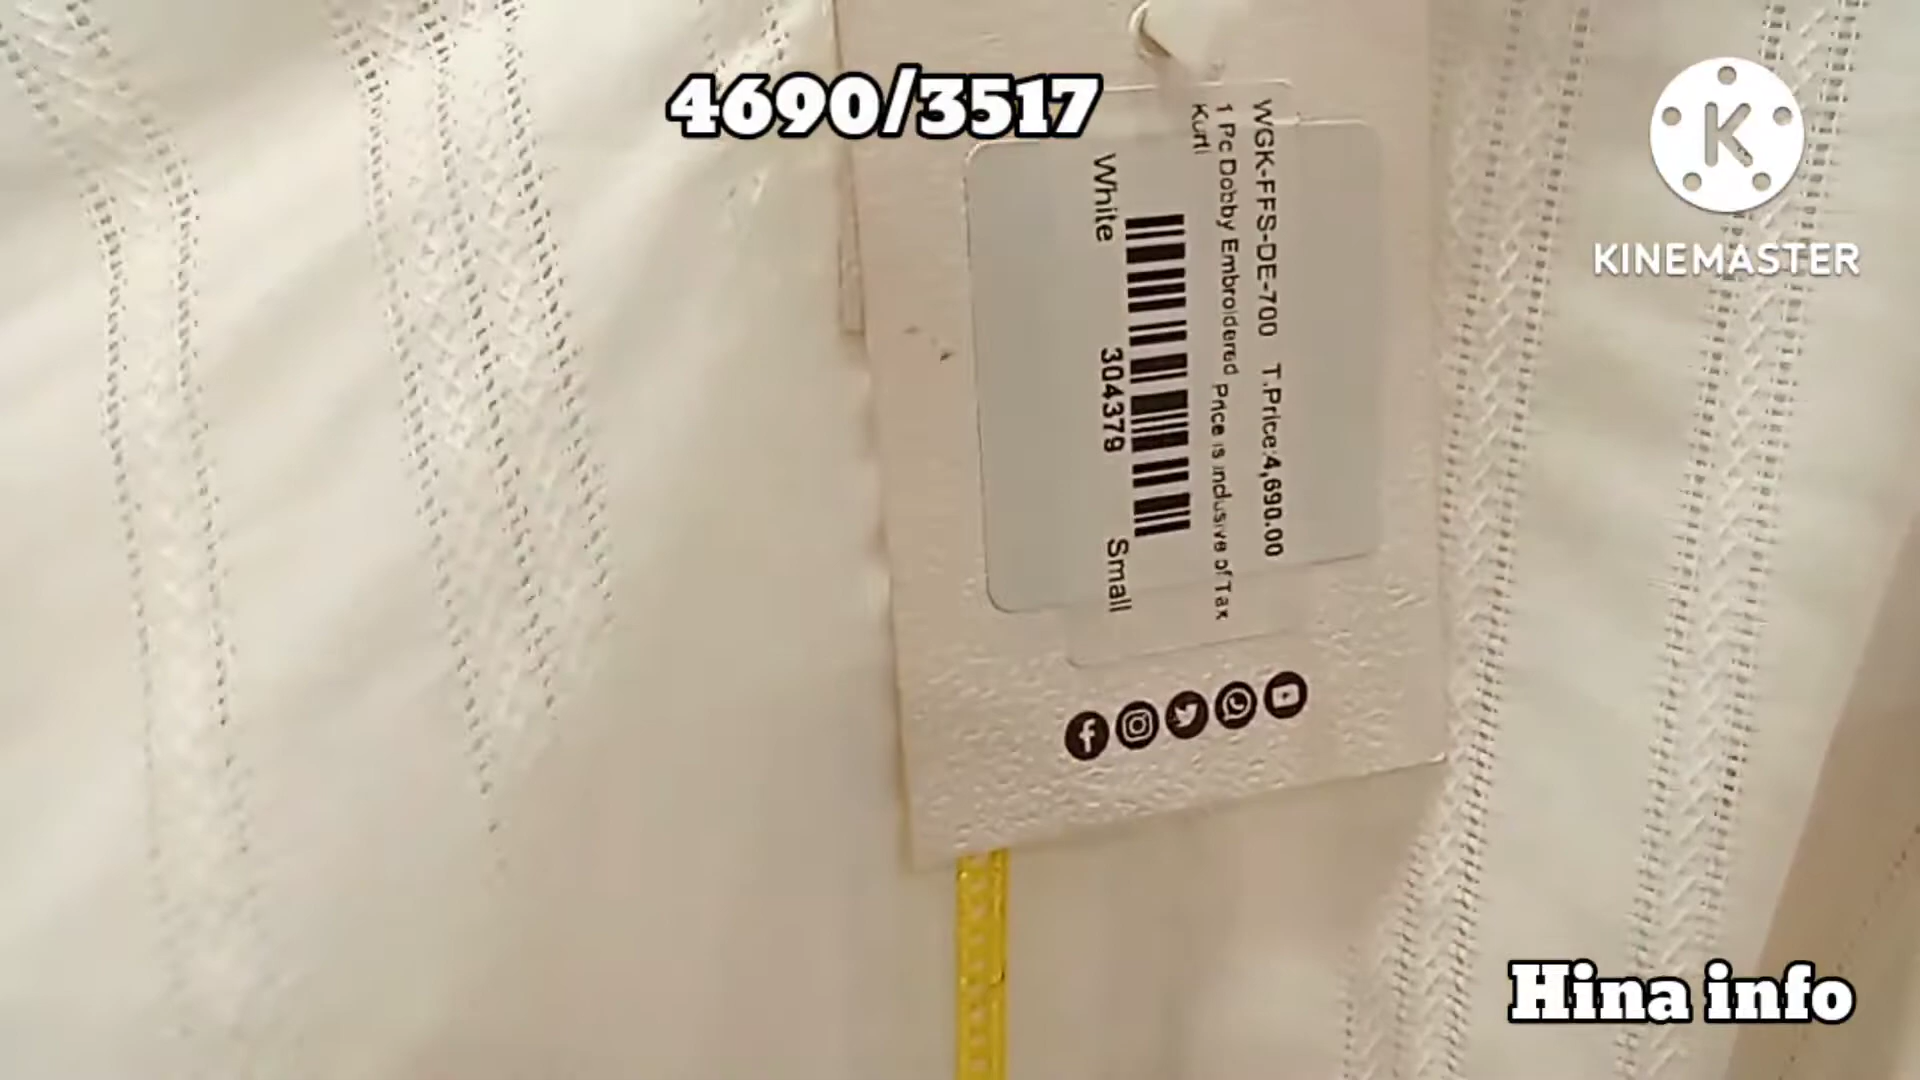 4690/3517
KINEMASTER
WGK-FFS-DE-700 T.Price:4,690.00
1 Pc Dobby Embroidered Price is inclusive of Tax
Kurti
White 304379 Small
Hina info